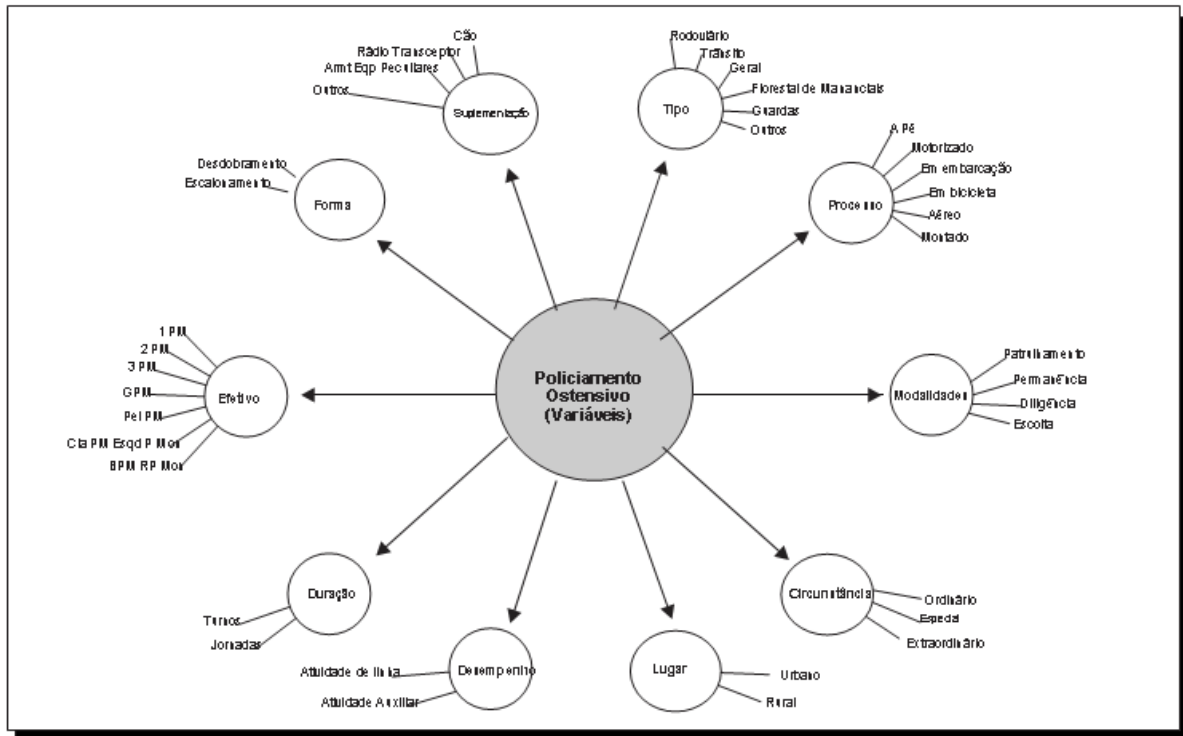 Cão
Rádio Transceptor
Armt Eqp Peculiares
Outros
Suplementação
Rodoviário
Trânsito
Geral
Florestal de Mananciais
Guardas
Outros
Tipo
A Pé
Motorizado
Em embarcação
Em bicicleta
Aéreo
Montado
Processo
Desdobramento
Escalonamento
Forma
1 PM
2 PM
3 PM
GPM
Pel PM
Cia PM Esqd P Mon
BPM RP Mon
Efetivo
Policiamento
Ostensivo
(Variáveis)
Patrulhamento
Permanência
Diligência
Escolta
Modalidades
Duração
Turnos
Jornadas
Atividade de linha
Atividade Auxiliar
Desempenho
Lugar
Urbano
Rural
Circunstância
Ordinário
Especial
Extraordinário